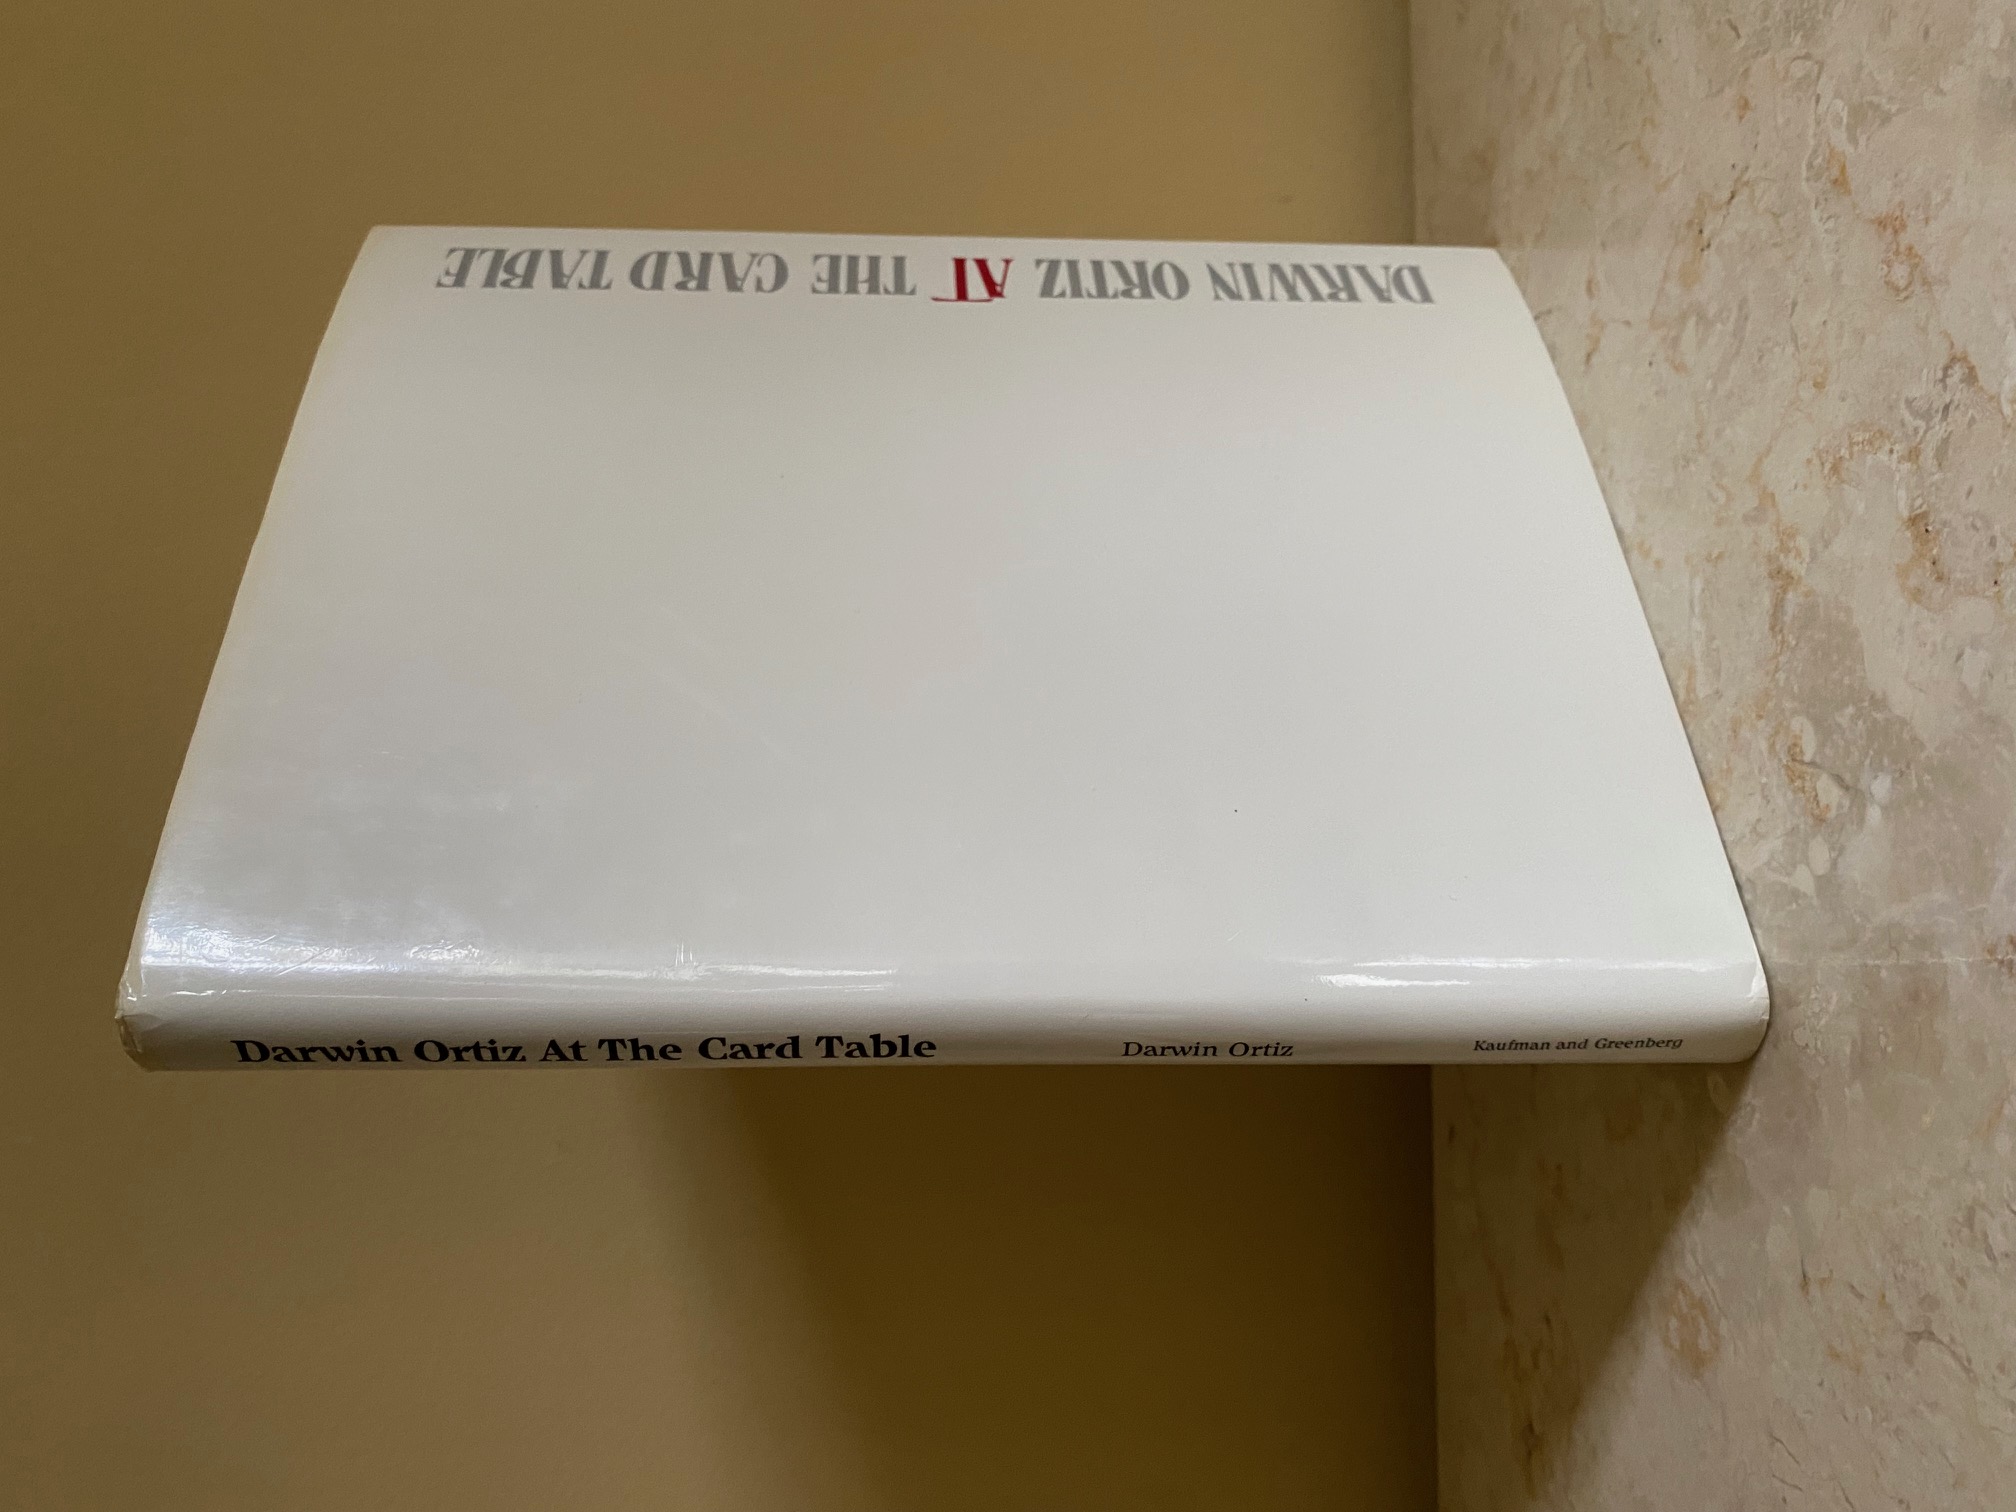 DARWIN ORTIZ AT THE CARD TABLE
Darwin Ortiz At The Card Table
Darwin Ortiz
Kaufman and Greenberg